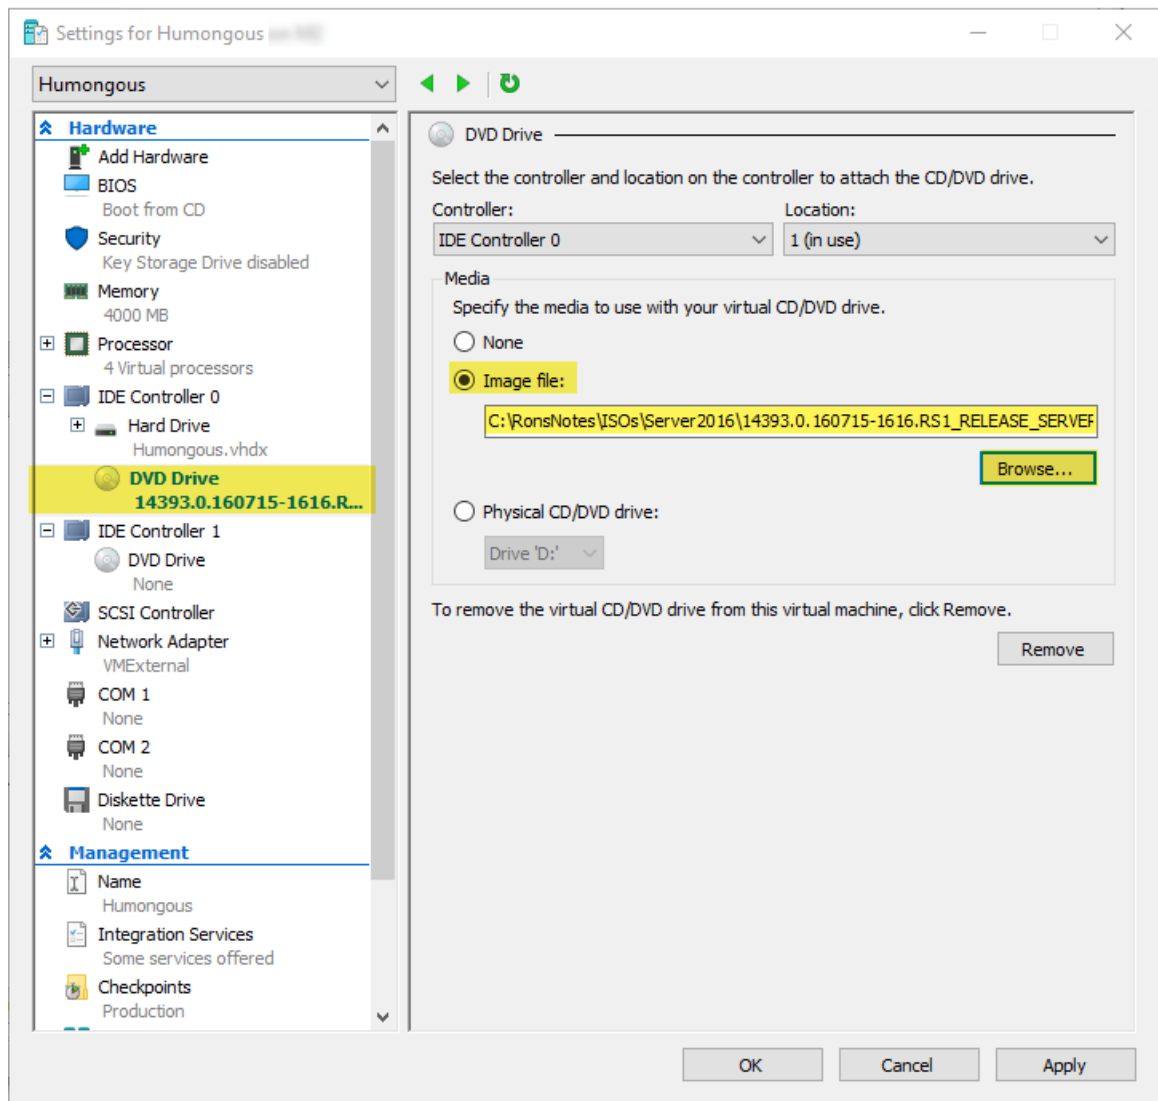 Settings for Humongous
Humongous
Hardware
Add Hardware
BIOS
Boot from CD
Security
Key Storage Drive disabled
Memory
4000 MB
Processor
4 Virtual processors
IDE Controller 0
Hard Drive
Humongous.vhdx
DVD Drive
14393.0.160715-1616.R...
IDE Controller 1
DVD Drive
None
SCSI Controller
Network Adapter
VMExternal
COM 1
None
COM 2
None
Diskette Drive
None
Management
Name
Humongous
Integration Services
Some services offered
Checkpoints
Production
DVD Drive
Select the controller and location on the controller to attach the CD/DVD drive.
Controller: Location:
IDE Controller 0 1 (in use)
Media
Specify the media to use with your virtual CD/DVD drive.
None
Image file:
C:\RonsNotes\ISOs\Server2016\14393.0.160715-1616.RS1_RELEASE_SERVER
Browse...
Physical CD/DVD drive:
Drive 'D:'
To remove the virtual CD/DVD drive from this virtual machine, click Remove.
Remove
OK Cancel Apply